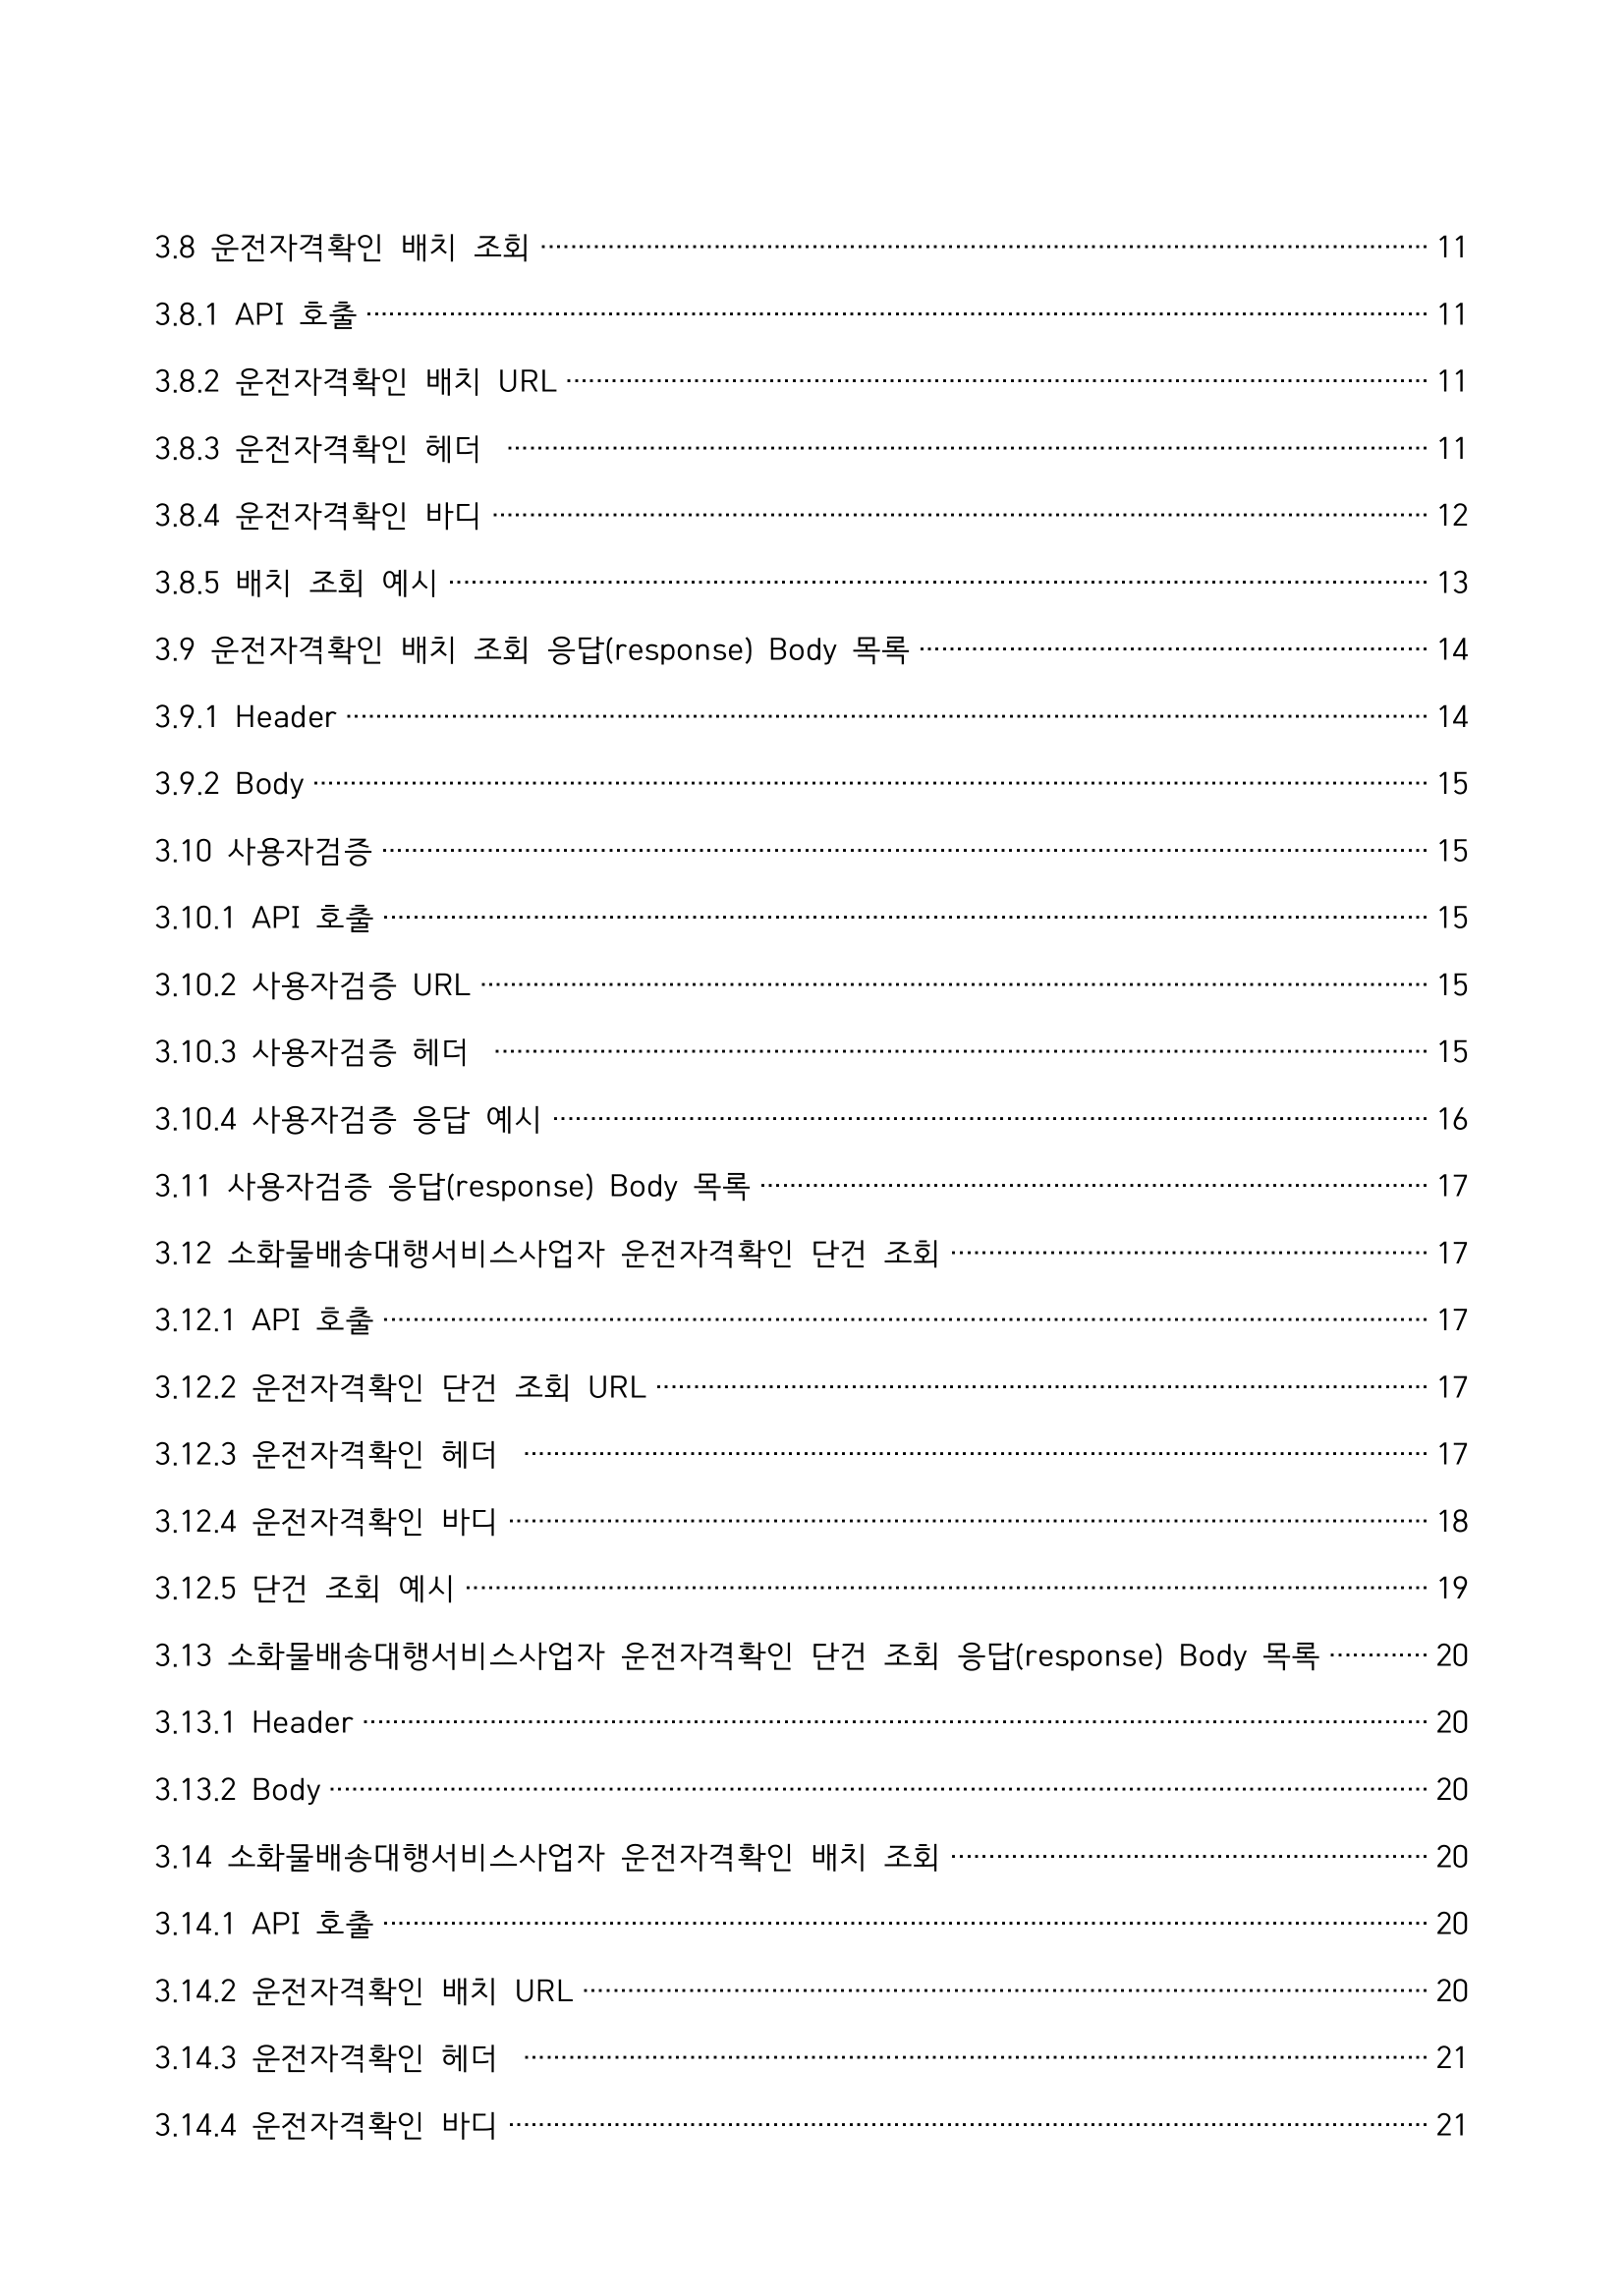 3.8 운전자격확인 배치 조회 ········ 11
3.8.1 API 호출 ········ 11
3.8.2 운전자격확인 배치 URL ········ 11
3.8.3 운전자격확인 헤더 ········ 11
3.8.4 운전자격확인 바디 ········ 12
3.8.5 배치 조회 예시 ········ 13
3.9 운전자격확인 배치 조회 응답(response) Body 목록 ········ 14
3.9.1 Header ········ 14
3.9.2 Body ········ 15
3.10 사용자검증 ········ 15
3.10.1 API 호출 ········ 15
3.10.2 사용자검증 URL ········ 15
3.10.3 사용자검증 헤더 ········ 15
3.10.4 사용자검증 응답 예시 ········ 16
3.11 사용자검증 응답(response) Body 목록 ········ 17
3.12 소화물배송대행서비스사업자 운전자격확인 단건 조회 ········ 17
3.12.1 API 호출 ········ 17
3.12.2 운전자격확인 단건 조회 URL ········ 17
3.12.3 운전자격확인 헤더 ········ 17
3.12.4 운전자격확인 바디 ········ 18
3.12.5 단건 조회 예시 ········ 19
3.13 소화물배송대행서비스사업자 운전자격확인 단건 조회 응답(response) Body 목록 ········ 20
3.13.1 Header ········ 20
3.13.2 Body ········ 20
3.14 소화물배송대행서비스사업자 운전자격확인 배치 조회 ········ 20
3.14.1 API 호출 ········ 20
3.14.2 운전자격확인 배치 URL ········ 20
3.14.3 운전자격확인 헤더 ········ 21
3.14.4 운전자격확인 바디 ········ 21